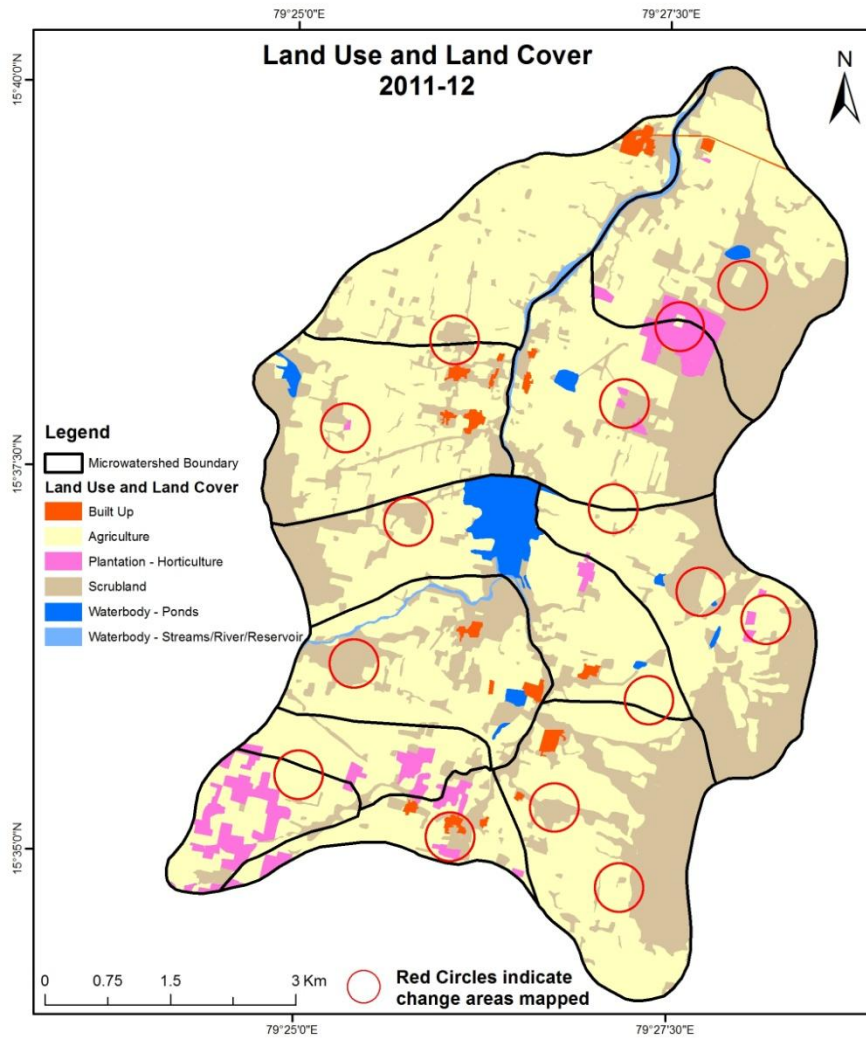 79°25'0"E
79°27'30"E
Land Use and Land Cover
2011-12
N
15°40'0"N
Legend
Microwatershed Boundary
Land Use and Land Cover
Built Up
Agriculture
Plantation - Horticulture
Scrubland
Waterbody - Ponds
Waterbody - Streams/River/Reservoir
15°37'30"N
15°35'0"N
0 0.75 1.5 3 Km
Red Circles indicate
change areas mapped
79°25'0"E
79°27'30"E